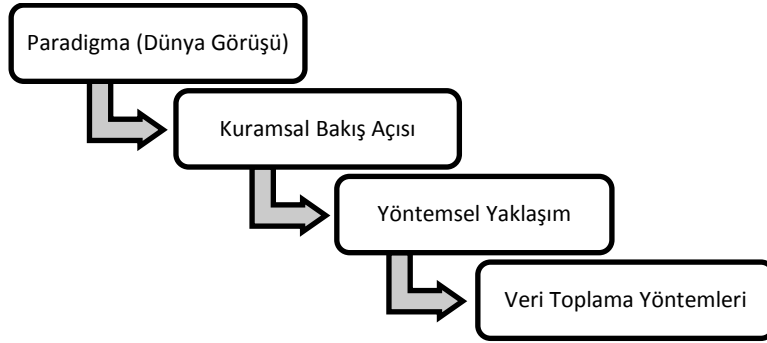 Paradigma (Dünya Görüşü)
Kuramsal Bakış Açısı
Yöntemsel Yaklaşım
Veri Toplama Yöntemleri